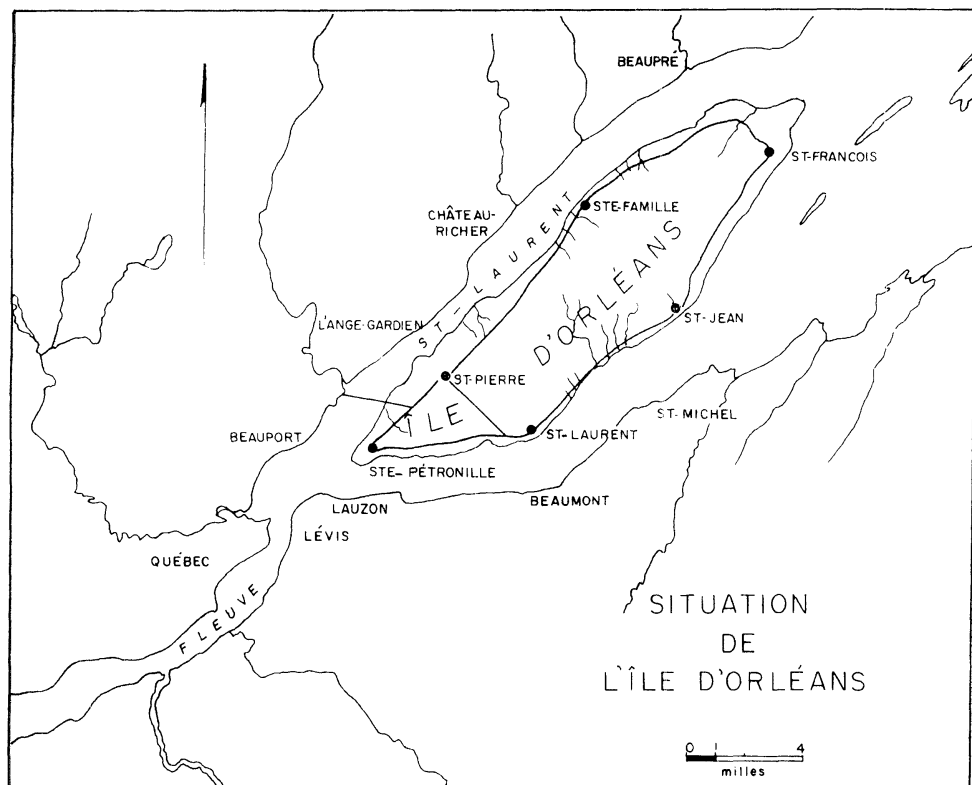 BEAUPRÉ
ST-FRANCOIS
STE-FAMILLE
CHÂTEAU-
RICHER
ST-LAURENT
D'ORLÉANS
ST-JEAN
L'ANGE-GARDIEN
ST-PIERRE
ÎLE
ST-MICHEL
BEAUPORT
ST-LAURENT
STE-PÉTRONILLE
LAUZON
BEAUMONT
LÉVIS
QUÉBEC
FLEUVE
SITUATION
DE
L'ÎLE D'ORLÉANS
0 1 4
milles